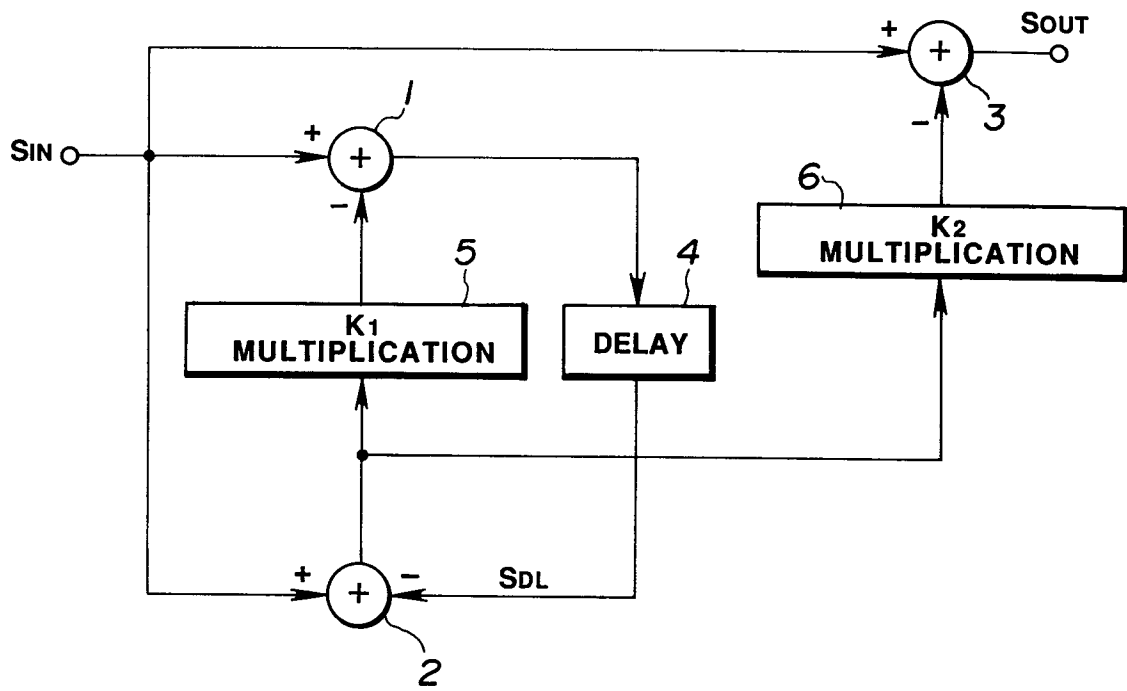 SOUT
+
+
-
3
1
SIN
+
+
-
6
K2
MULTIPLICATION
5
4
K1
MULTIPLICATION
DELAY
+
-
SDL
+
2